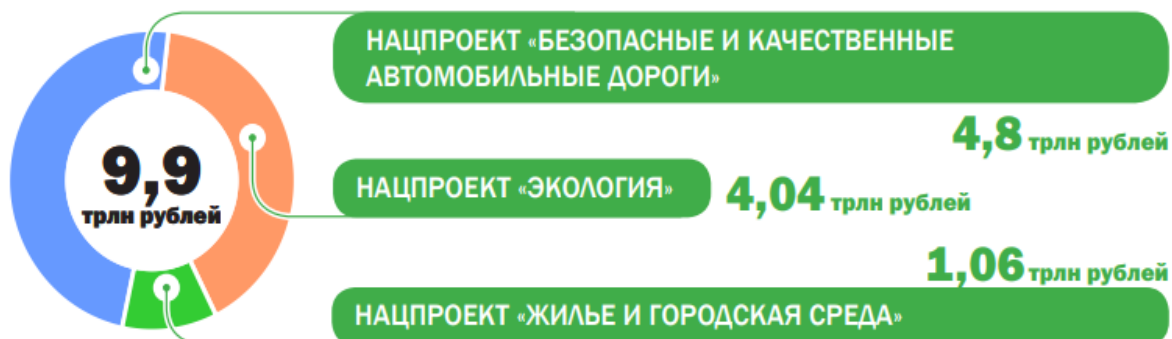 НАЦПРОЕКТ «БЕЗОПАСНЫЕ И КАЧЕСТВЕННЫЕ
АВТОМОБИЛЬНЫЕ ДОРОГИ»
4,8 трлн рублей
9,9
трлн рублей
НАЦПРОЕКТ «ЭКОЛОГИЯ»
4,04 трлн рублей
1,06 трлн рублей
НАЦПРОЕКТ «ЖИЛЬЕ И ГОРОДСКАЯ СРЕДА»